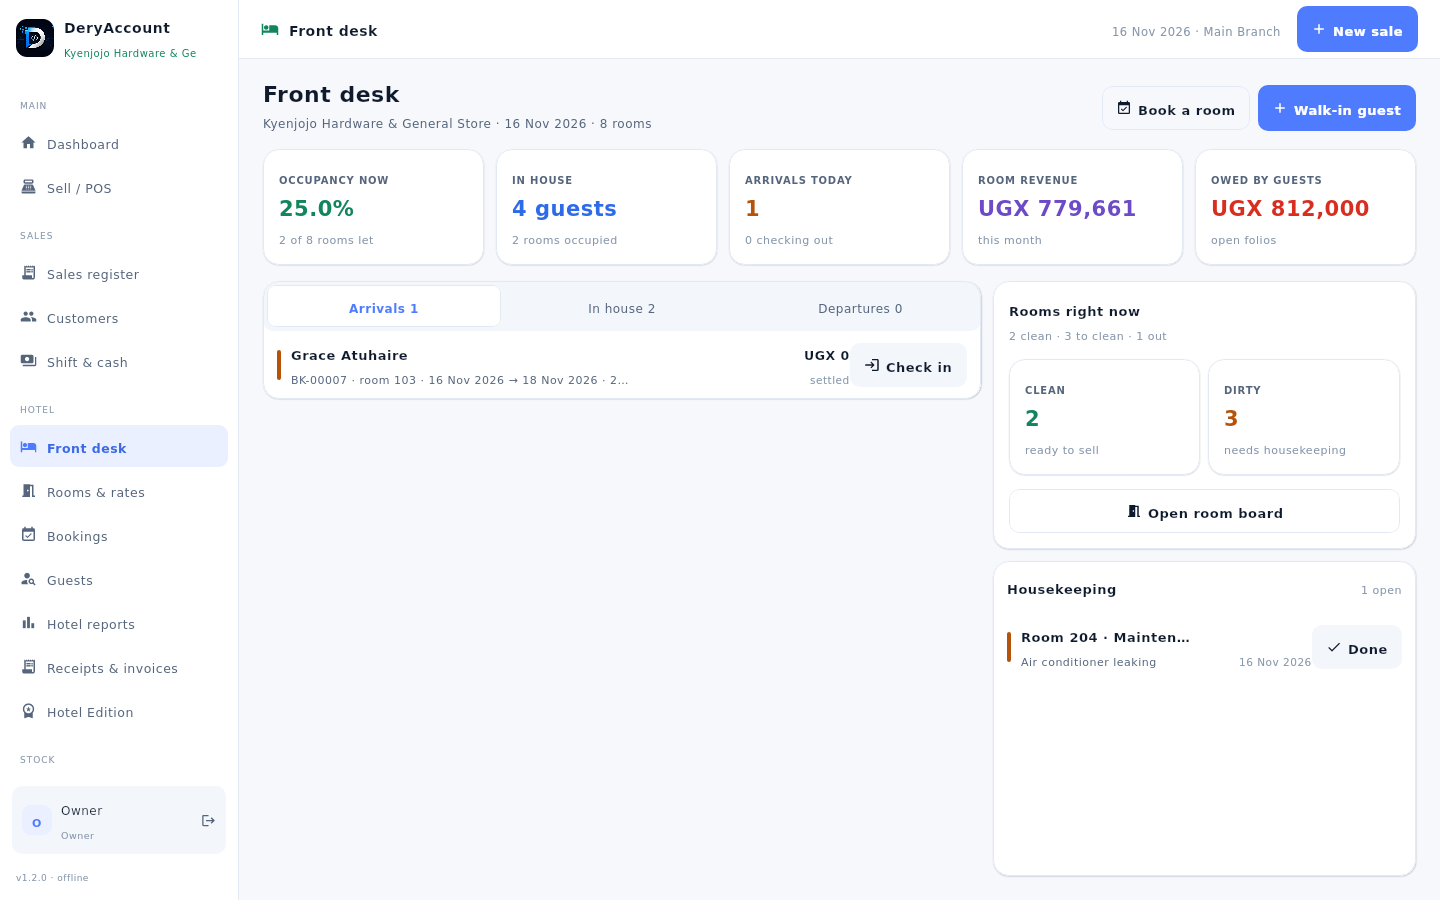 DeryAccount
Kyenjojo Hardware & Ge
MAIN
Dashboard
Sell / POS
SALES
Sales register
Customers
Shift & cash
HOTEL
Front desk
Rooms & rates
Bookings
Guests
Hotel reports
Receipts & invoices
Hotel Edition
STOCK
O
Owner
Owner
v1.2.0 · offline
Front desk
16 Nov 2026 · Main Branch
New sale
Front desk
Kyenjojo Hardware & General Store · 16 Nov 2026 · 8 rooms
Book a room
Walk-in guest
OCCUPANCY NOW
25.0%
2 of 8 rooms let
IN HOUSE
4 guests
2 rooms occupied
ARRIVALS TODAY
1
0 checking out
ROOM REVENUE
UGX 779,661
this month
OWED BY GUESTS
UGX 812,000
open folios
Arrivals 1
In house 2
Departures 0
Grace Atuhaire
BK-00007 · room 103 · 16 Nov 2026 → 18 Nov 2026 · 2...
UGX 0
settled
Check in
Rooms right now
2 clean · 3 to clean · 1 out
CLEAN
2
ready to sell
DIRTY
3
needs housekeeping
Open room board
Housekeeping
1 open
Room 204 · Mainten...
Air conditioner leaking
16 Nov 2026
Done